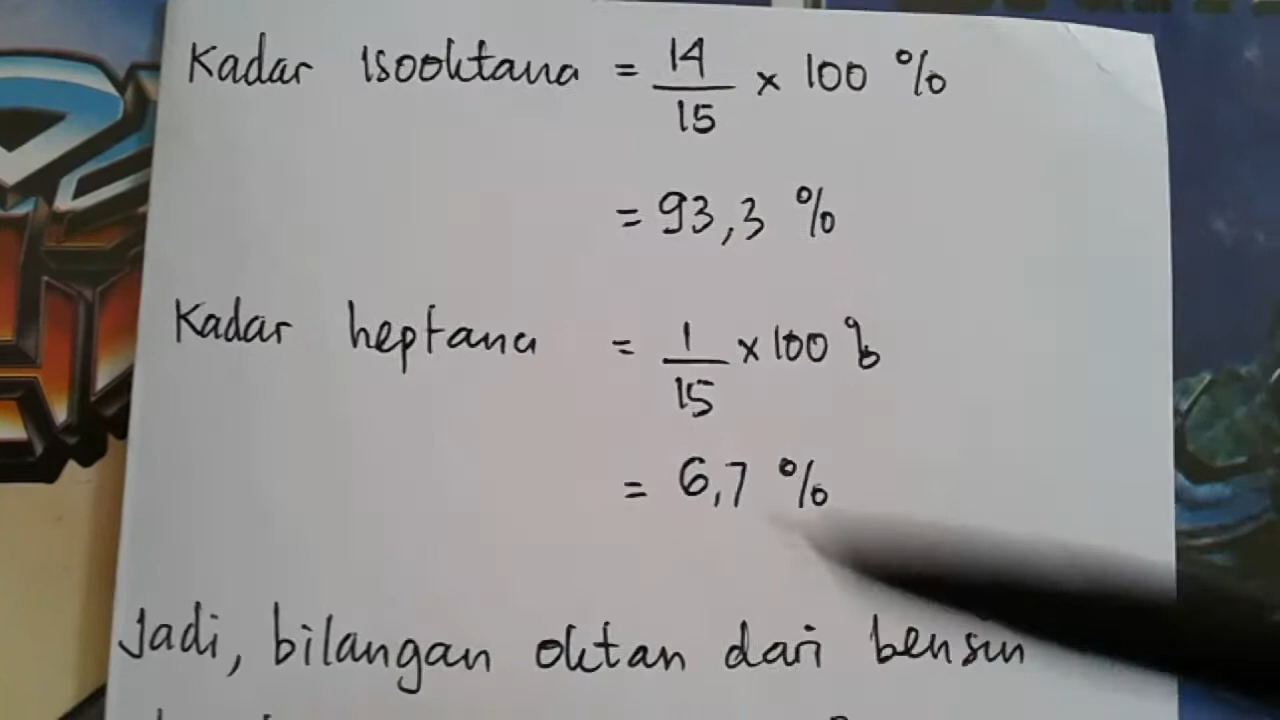 Kadar isooktana = 14/15 x 100 %
= 93,3 %
Kadar heptana = 1/15 x 100 %
= 6,7 %
Jadi, bilangan oktan dari bensin